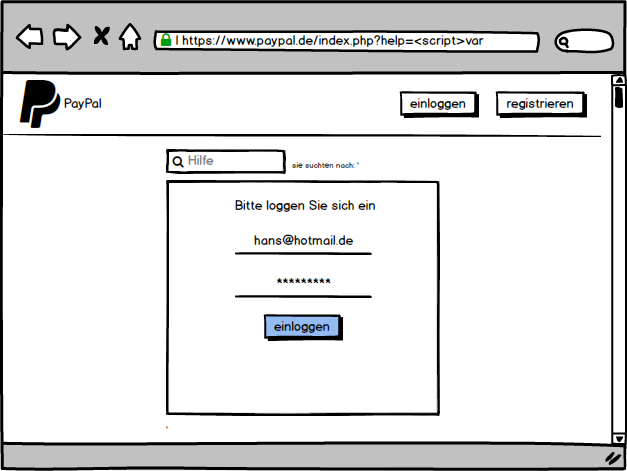 | https://www.paypal.de/index.php?help=<script>var
PayPal
einloggen
registrieren
Hilfe
sie suchten nach: '
Bitte loggen Sie sich ein
hans@hotmail.de
*********
einloggen
'